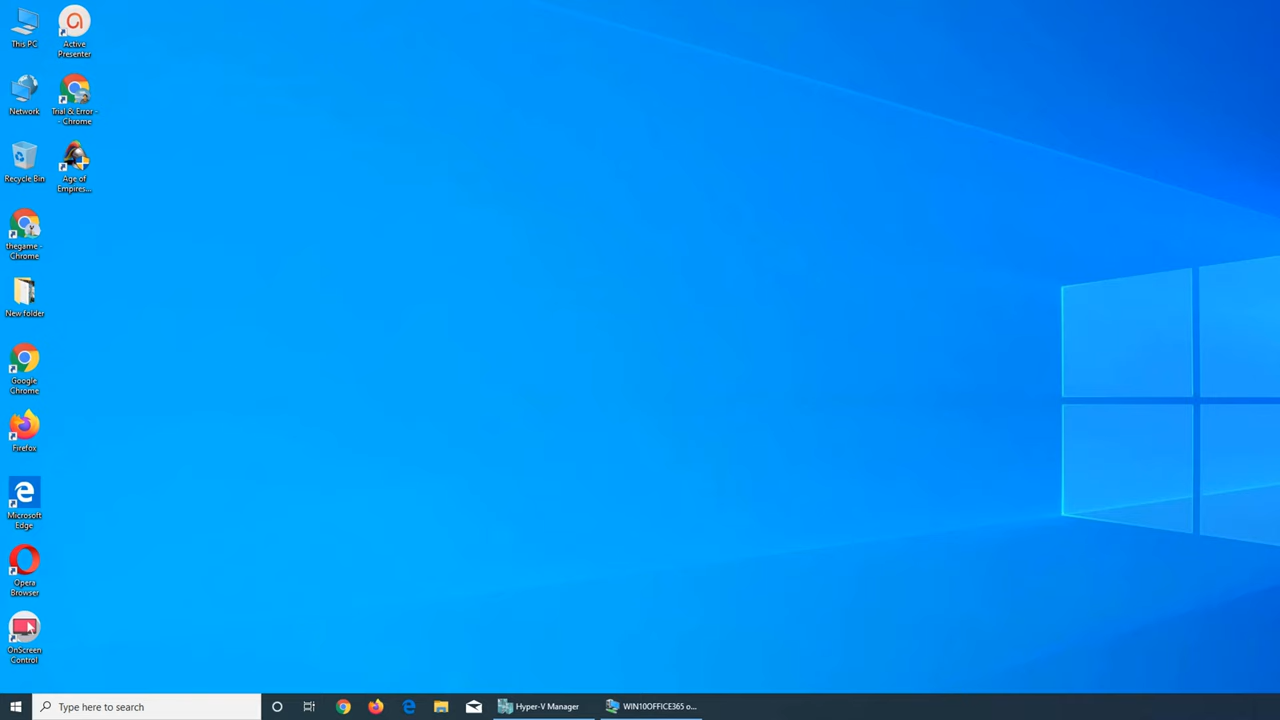 This PC
Active
Presenter
Network
Trial & Error -
- Chrome
Recycle Bin
Age of
Empires...
thegame -
Chrome
New folder
Google
Chrome
Firefox
Microsoft
Edge
Opera
Browser
OnScreen
Control
Type here to search
Hyper-V Manager
WIN10OFFICE365 o...